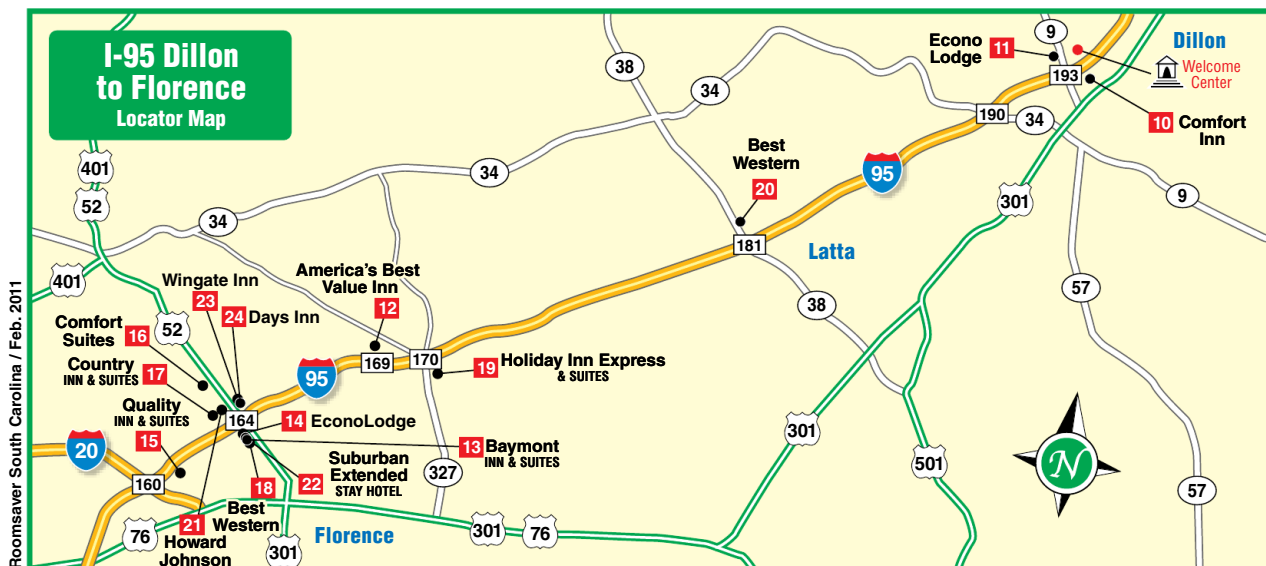 I-95 Dillon
to Florence
Locator Map
Roomsaver South Carolina / Feb. 2011
401
52
401
52
34
34
34
38
9
Econo
Lodge
11
193
Dillon
Welcome
Center
10
Comfort
Inn
190
34
9
301
95
Best
Western
20
181
Latta
38
57
57
Wingate Inn
23
24
Days Inn
America's Best
Value Inn
12
169
170
19
Holiday Inn Express
& SUITES
Comfort
Suites
16
Country
INN & SUITES
17
95
164
14
EconoLodge
Quality
INN & SUITES
15
20
160
13
Baymont
INN & SUITES
Suburban
Extended
STAY HOTEL
22
18
Best
Western
21
Howard
Johnson
327
76
301
Florence
301
76
301
501
N